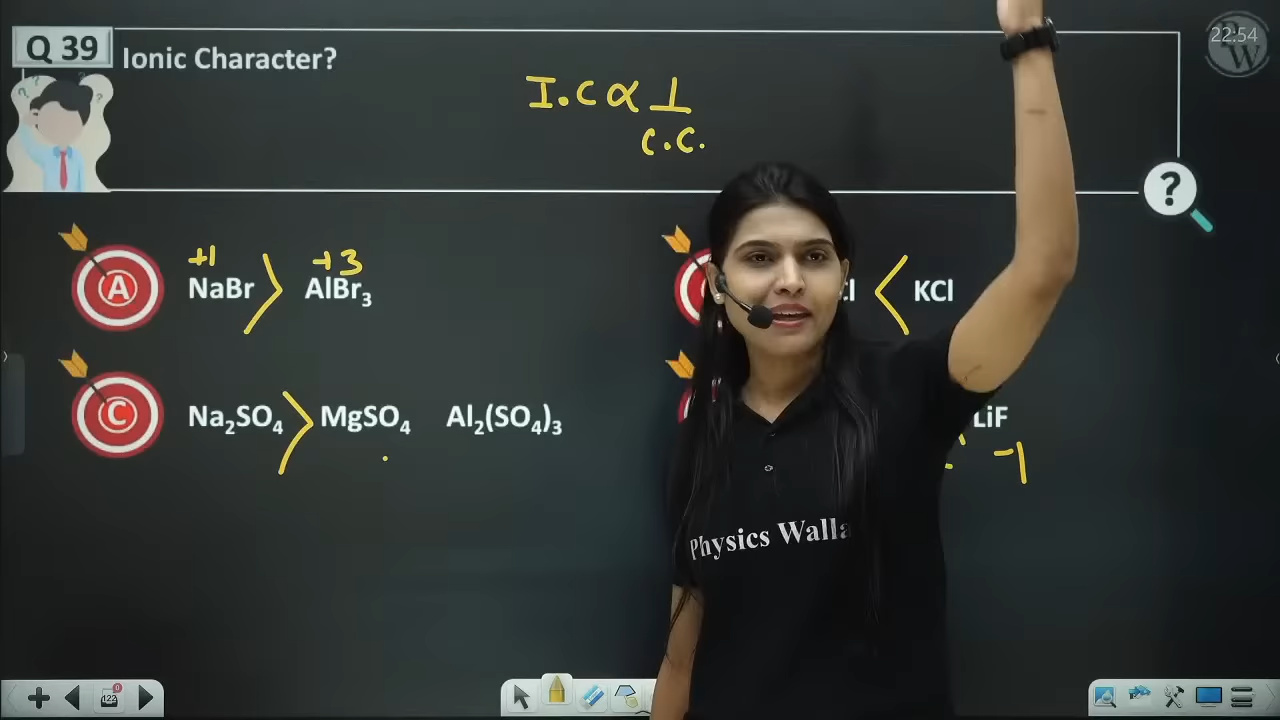 Q 39
Ionic Character?
22:54
I.C ∝ 1
C.C.
+1 +3
A NaBr > AlBr₃
< KCl
C Na₂SO₄ > MgSO₄ Al₂(SO₄)₃
LiF
-1
Physics Walla